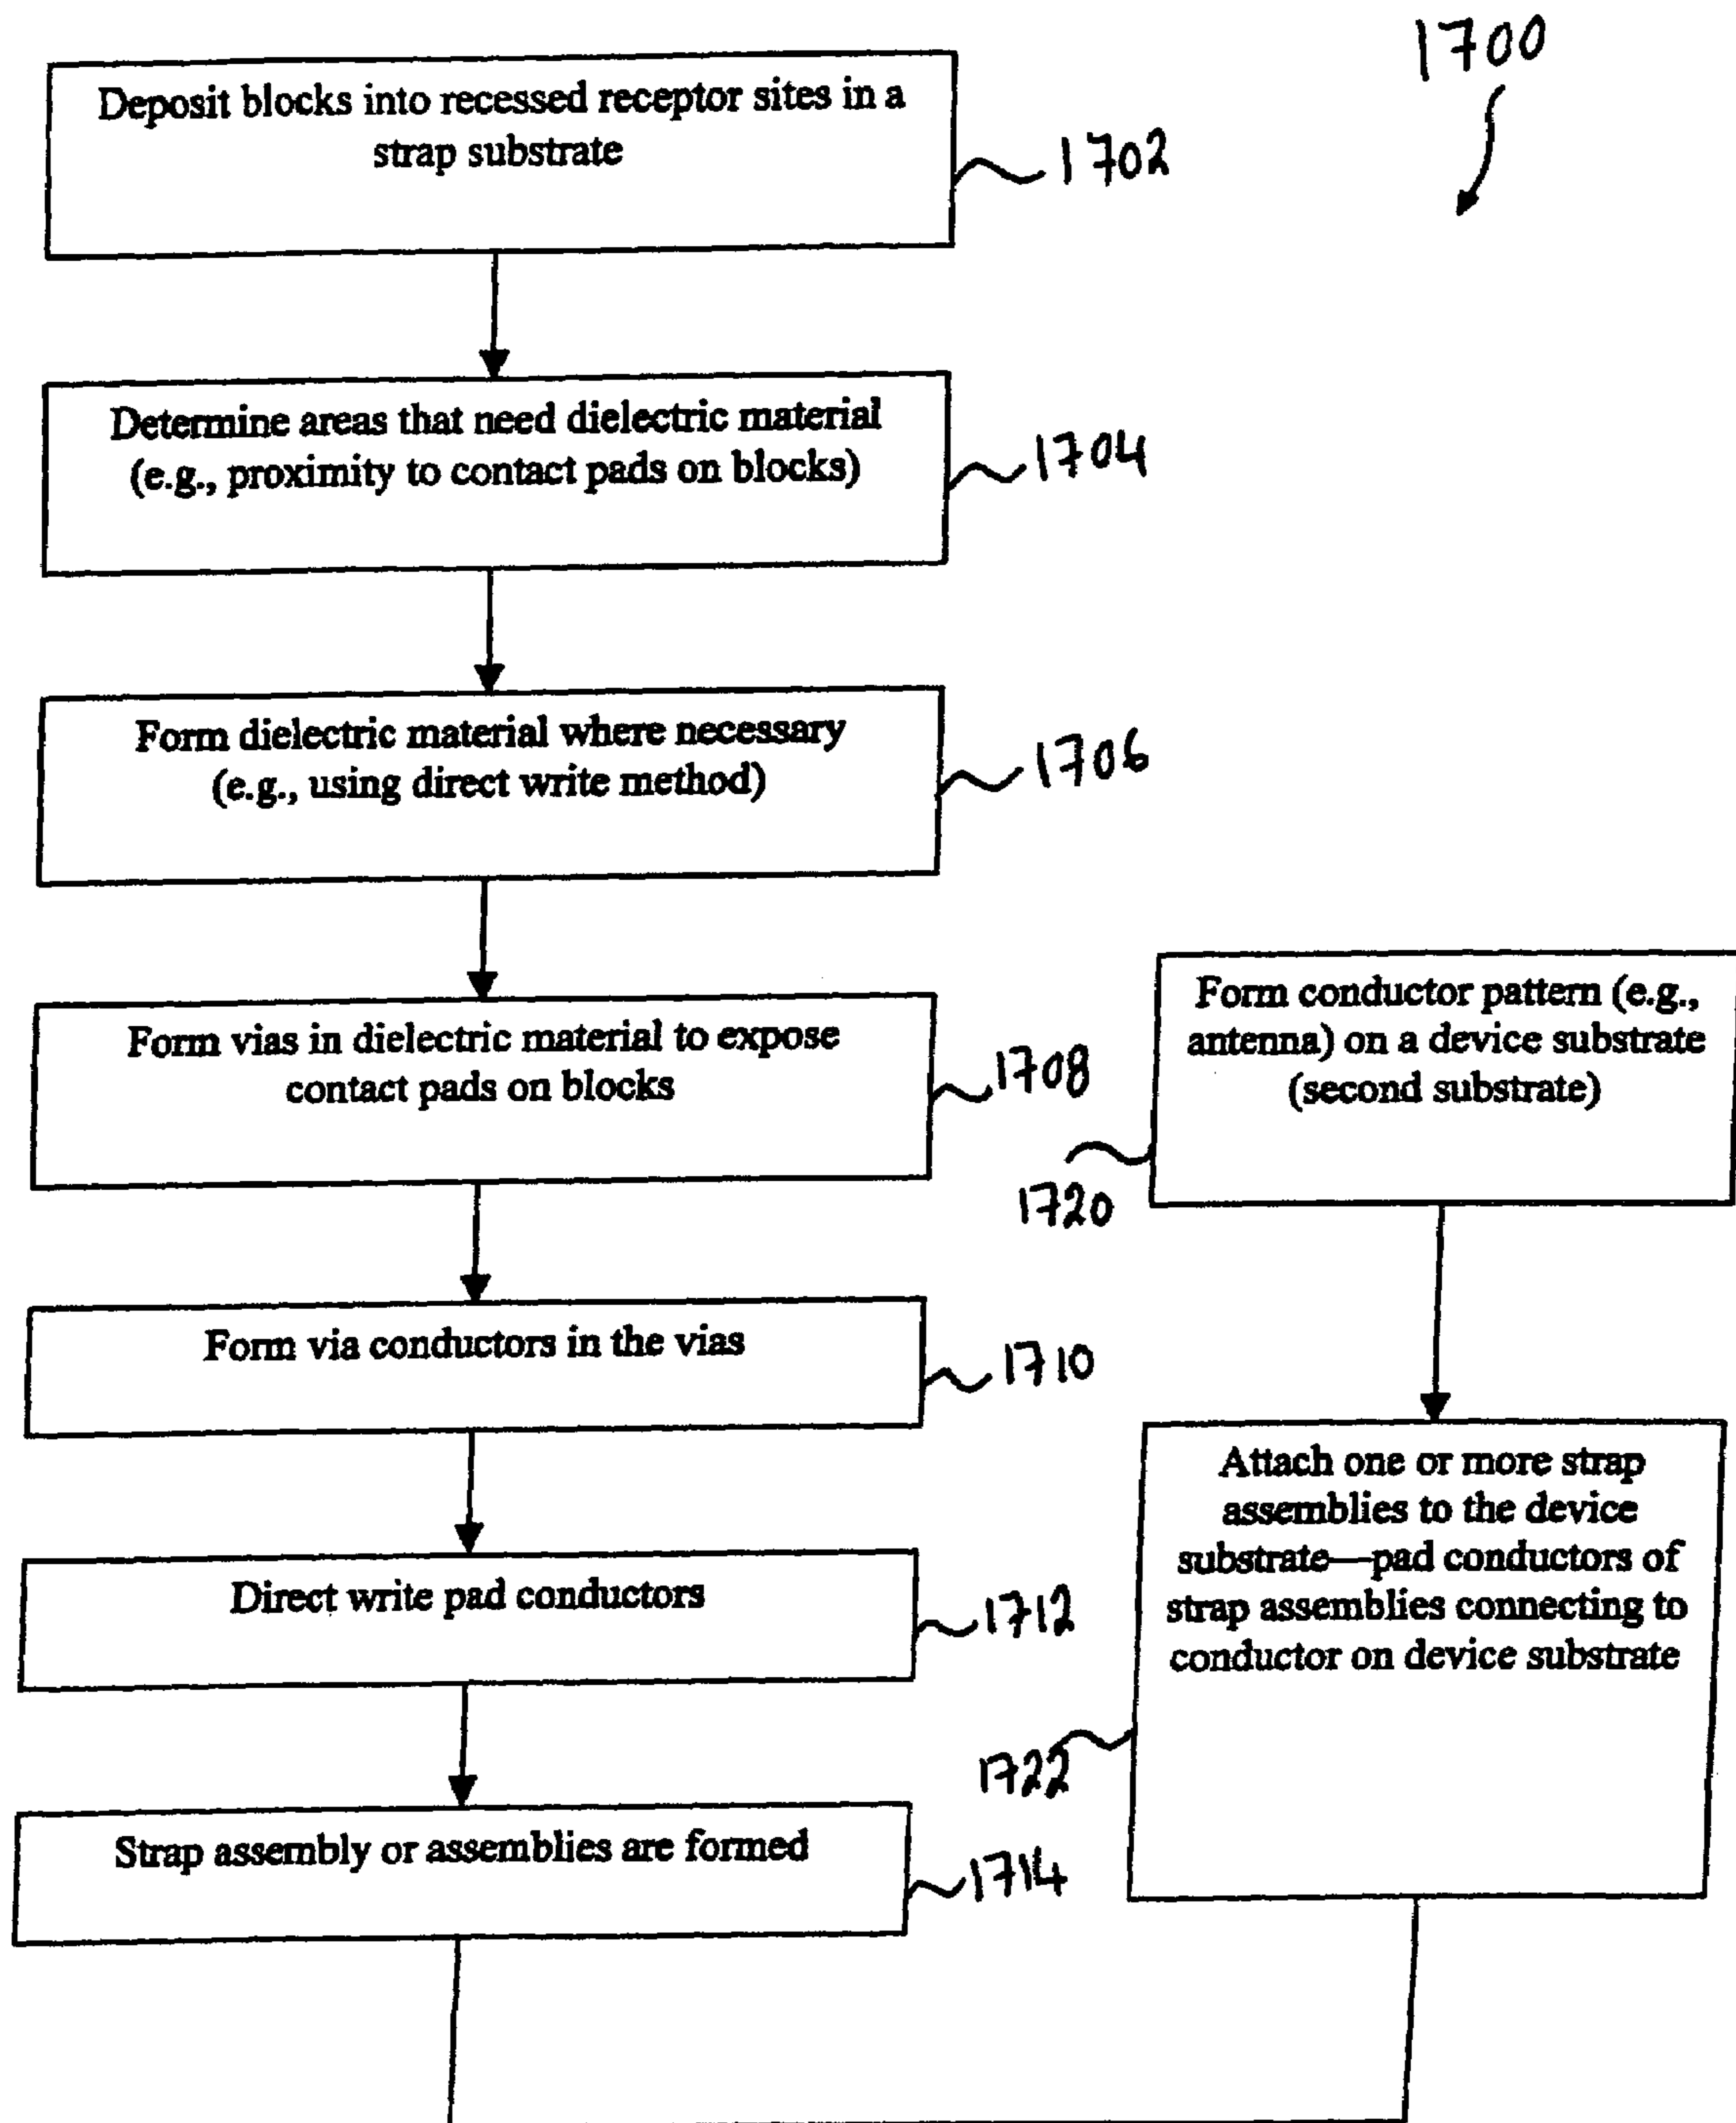 1700
Deposit blocks into recessed receptor sites in a
strap substrate
1702
Determine areas that need dielectric material
(e.g., proximity to contact pads on blocks)
1704
Form dielectric material where necessary
(e.g., using direct write method)
1706
Form vias in dielectric material to expose
contact pads on blocks
1708
Form via conductors in the vias
1710
Direct write pad conductors
1712
Strap assembly or assemblies are formed
1714
Form conductor pattern (e.g.,
antenna) on a device substrate
(second substrate)
1720
Attach one or more strap
assemblies to the device
substrate—pad conductors of
strap assemblies connecting to
conductor on device substrate
1722